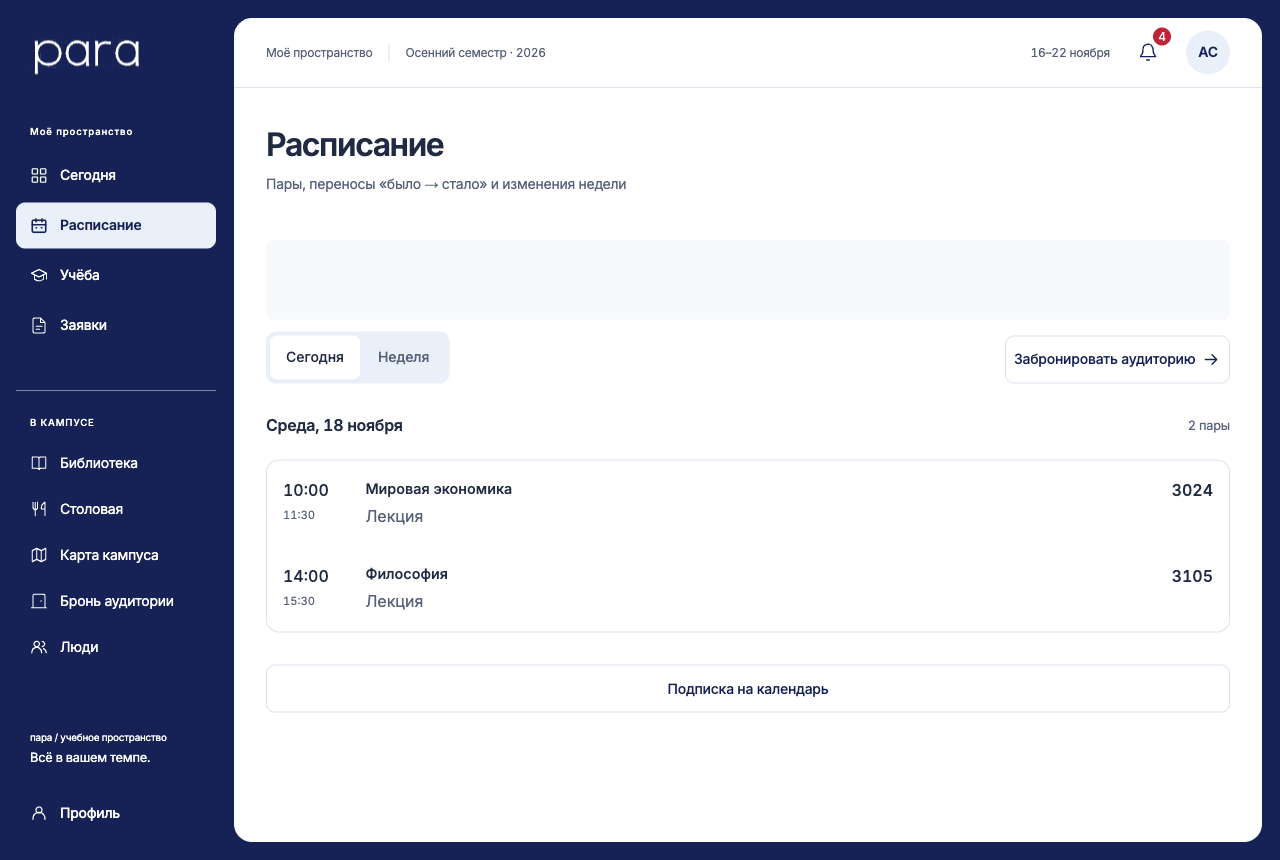 para
Моё пространство
Сегодня
Расписание
Учёба
Заявки
В КАМПУСЕ
Библиотека
Столовая
Карта кампуса
Бронь аудитории
Люди
пара / учебное пространство
Всё в вашем темпе.
Профиль
Моё пространство
Осенний семестр · 2026
16–22 ноября
4
АС
Расписание
Пары, переносы «было → стало» и изменения недели
Сегодня
Неделя
Забронировать аудиторию →
Среда, 18 ноября
2 пары
10:00
Мировая экономика
3024
11:30
Лекция
14:00
Философия
3105
15:30
Лекция
Подписка на календарь